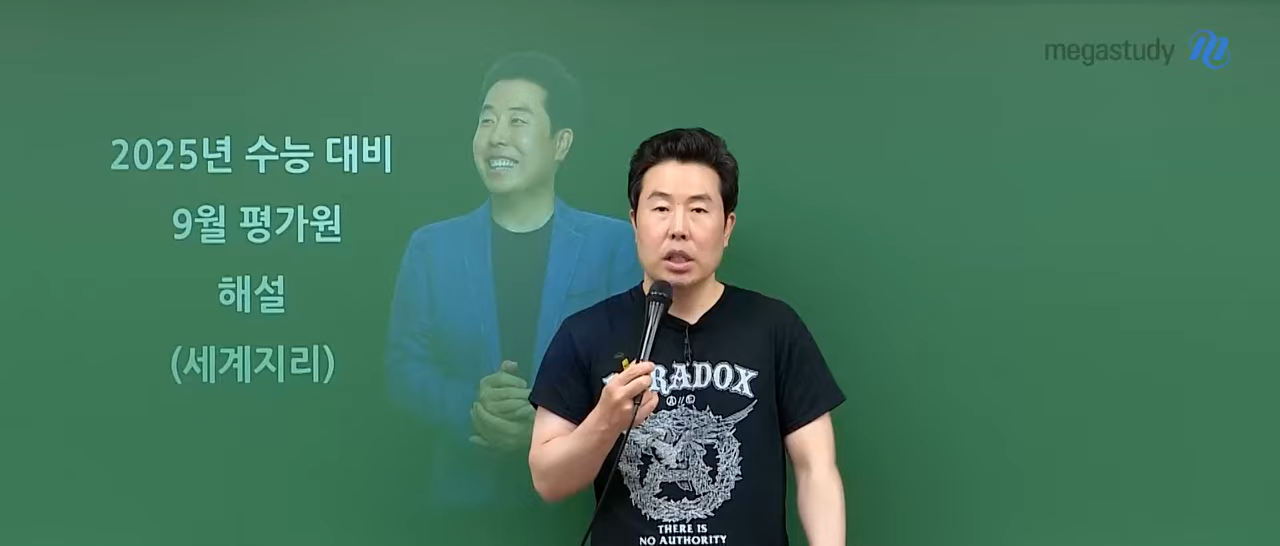 megastudy
2025년 수능 대비
9월 평가원
해설
(세계지리)
RADOX
THERE IS
NO AUTHORITY